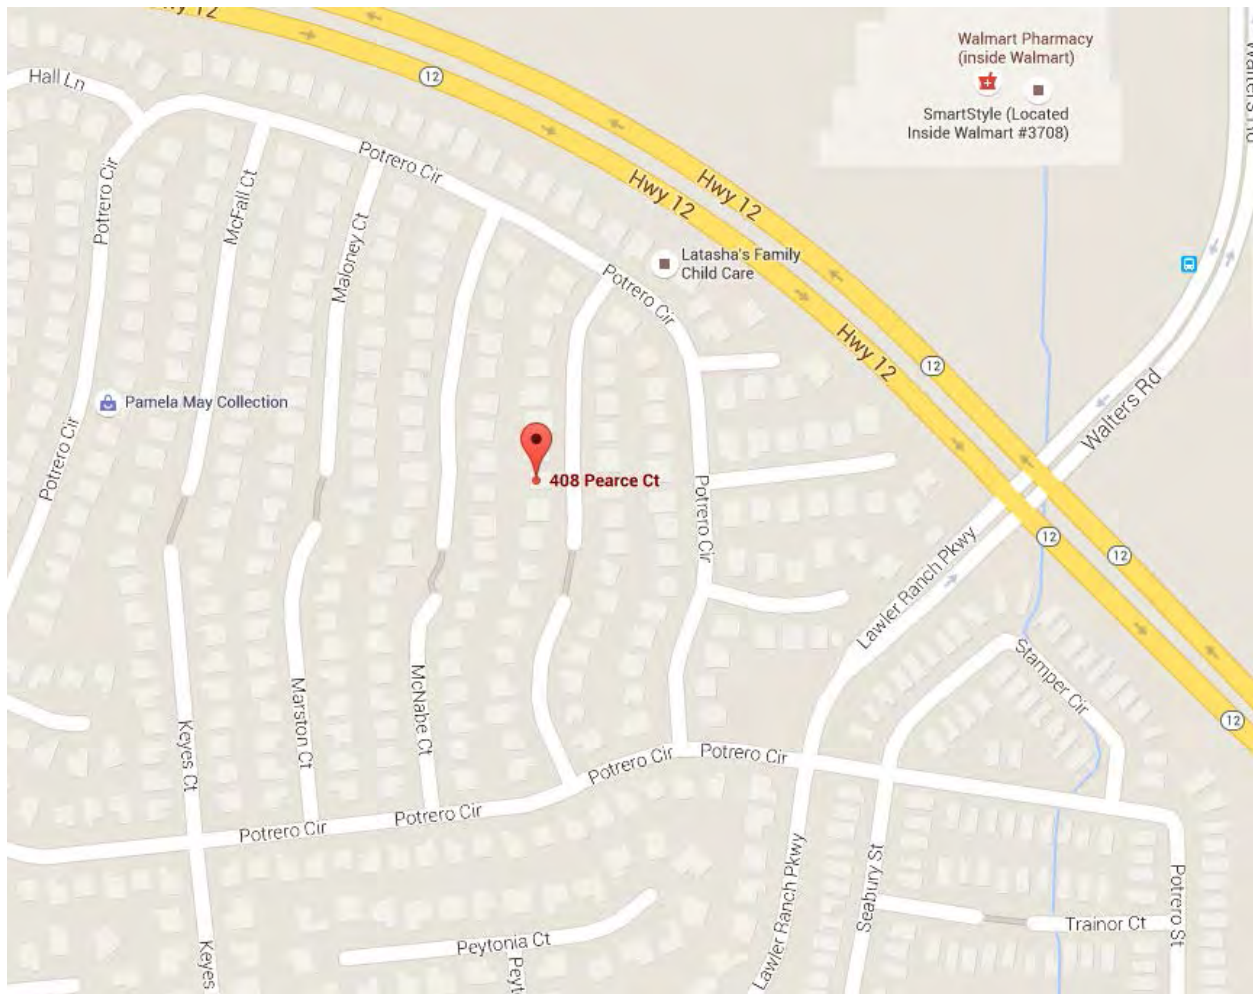 Hwy 12
12
Hall Ln
Walmart Pharmacy
(inside Walmart)
SmartStyle (Located
Inside Walmart #3708)
Walters Rd
Potrero Cir
Potrero Cir
McFall Ct
Maloney Ct
Hwy 12
Hwy 12
Latasha's Family
Child Care
Potrero Cir
Hwy 12
12
Pamela May Collection
Walters Rd
Potrero Cir
408 Pearce Ct
Potrero Cir
12
12
Lawler Ranch Pkwy
Stamper Cir
McNabe Ct
Marston Ct
Keyes Ct
12
Potrero Cir
Potrero Cir
Potrero Cir
Potrero Cir
Lawler Ranch Pkwy
Seabury St
Potrero St
Trainor Ct
Peytonia Ct
Keyes
Peyt